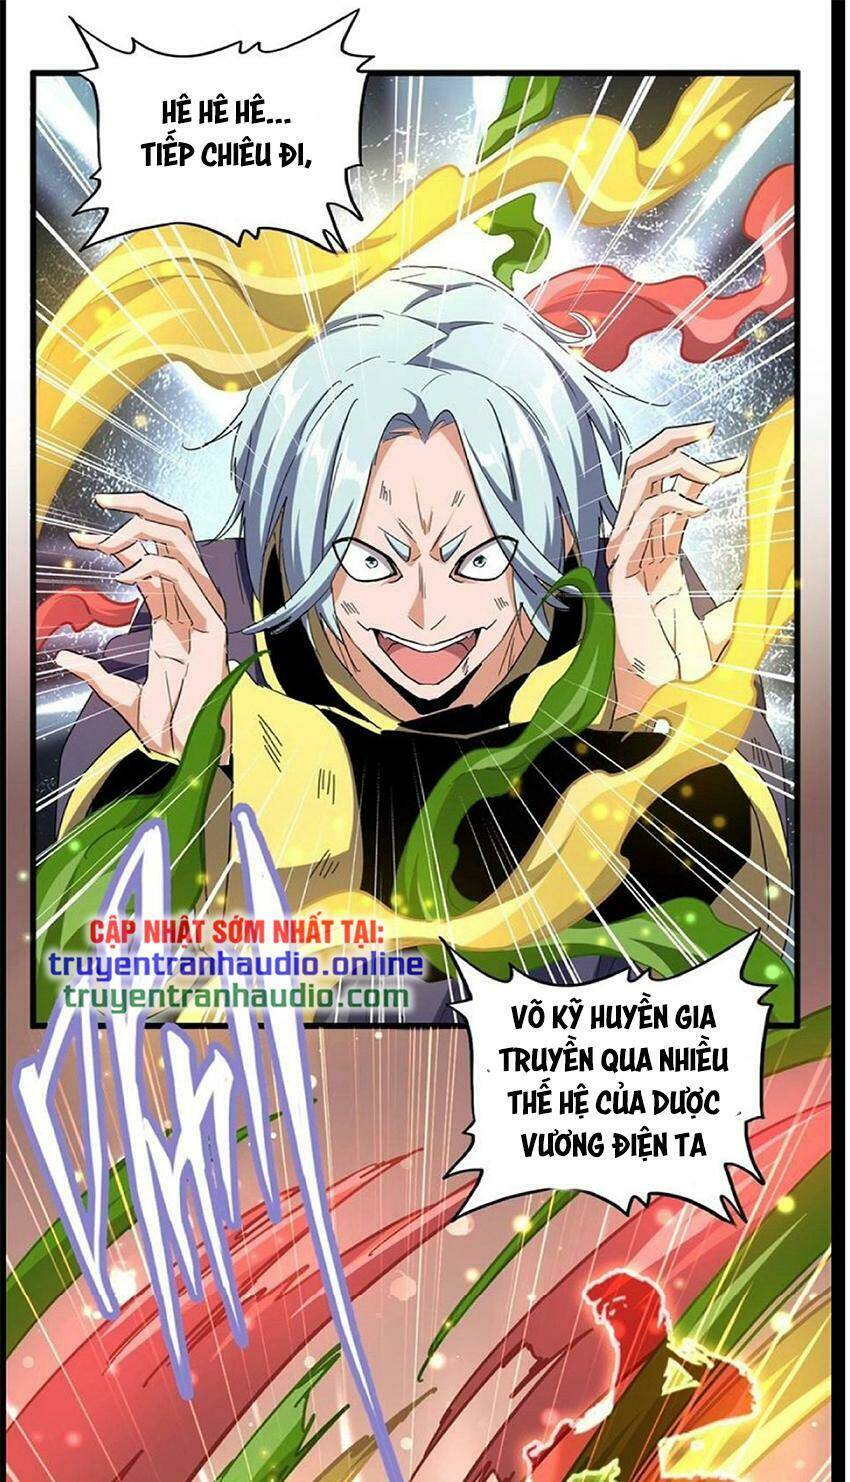 HÊ HÊ HÊ...
TIẾP CHIÊU ĐI,
CẬP NHẬT SỚM NHẤT TẠI:
truyentranhaudio.online
truyentranhaudio.com
VÕ KỸ HUYỀN GIA
TRUYỀN QUA NHIỀU
THẾ HỆ CỦA DƯỢC
VƯƠNG ĐIỆN TA